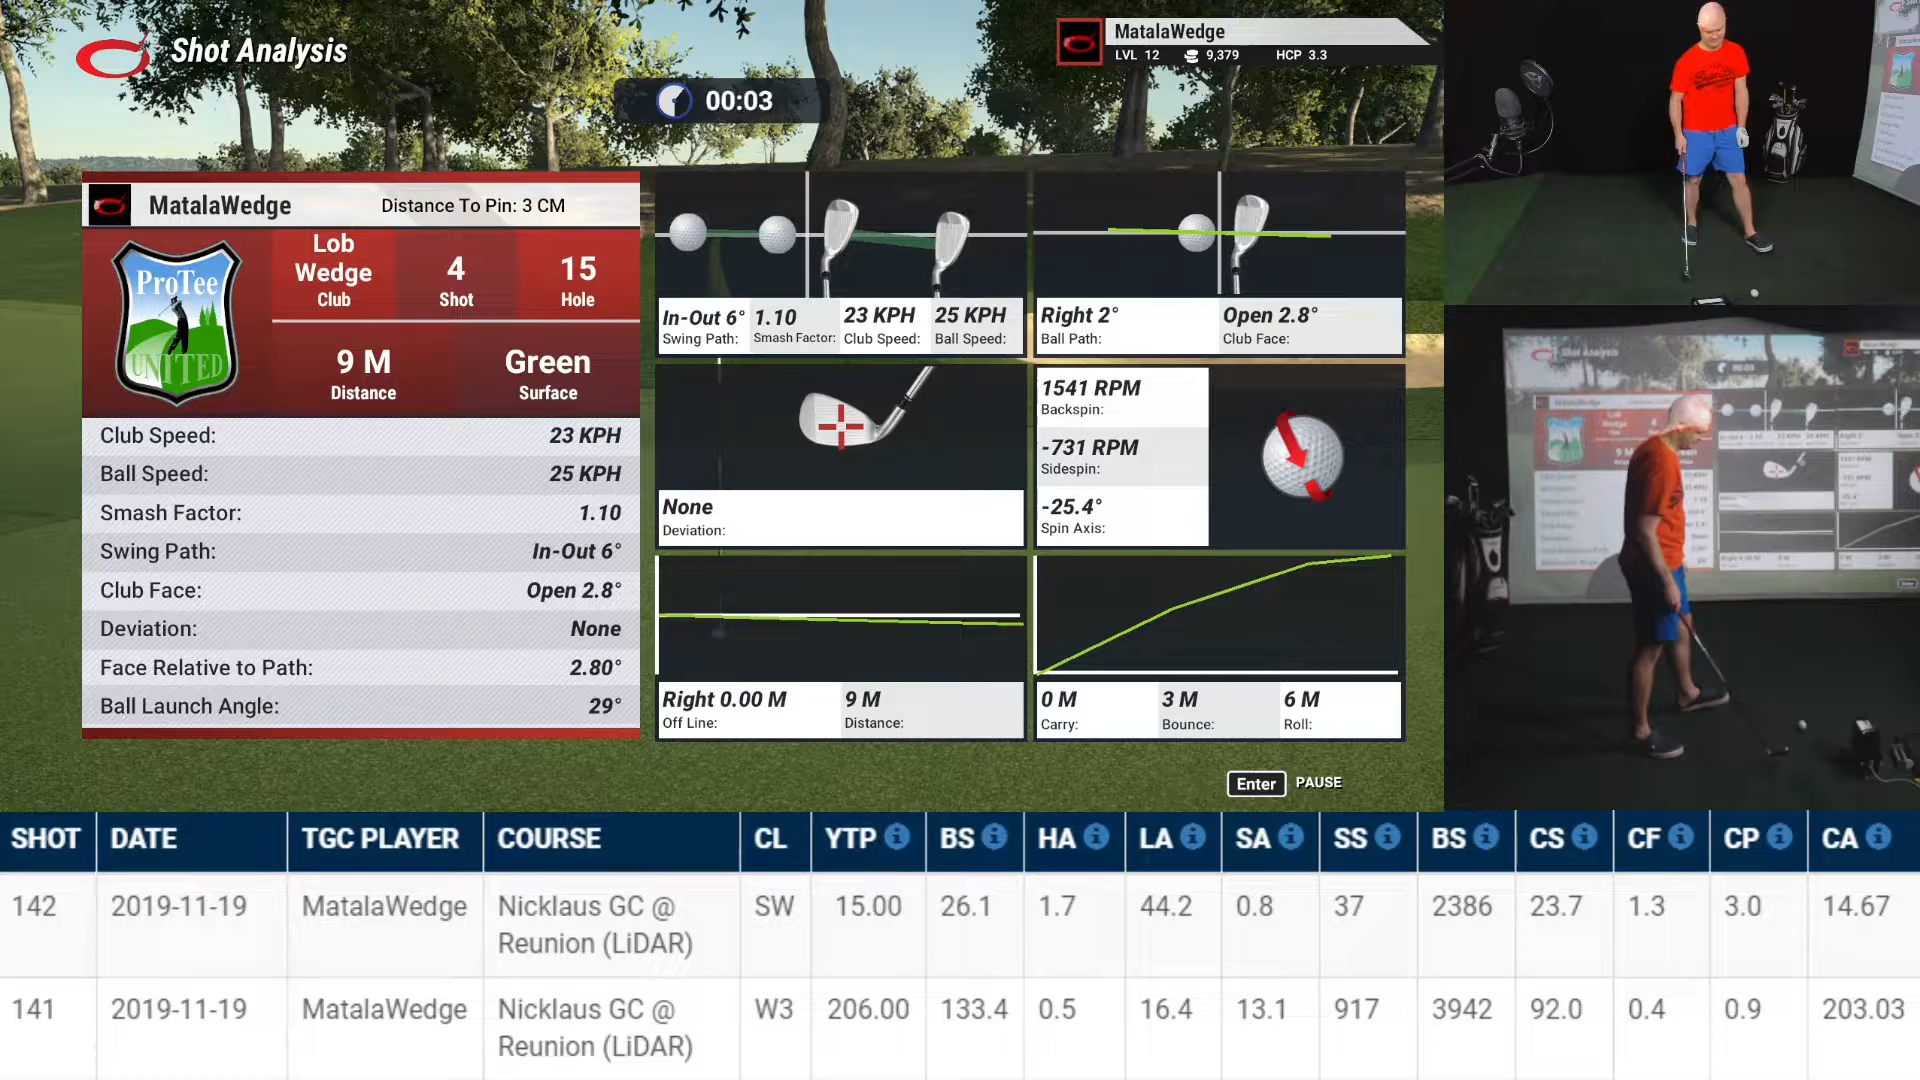 Shot Analysis
MatalaWedge
LVL 12 9,379 HCP 3.3
00:03
MatalaWedge Distance To Pin: 3 CM
ProTee
UNITED
Lob
Wedge
Club
4
Shot
15
Hole
9 M
Distance
Green
Surface
Club Speed: 23 KPH
Ball Speed: 25 KPH
Smash Factor: 1.10
Swing Path: In-Out 6°
Club Face: Open 2.8°
Deviation: None
Face Relative to Path: 2.80°
Ball Launch Angle: 29°
In-Out 6° 1.10 23 KPH 25 KPH
Swing Path: Smash Factor: Club Speed: Ball Speed:
Right 2° Open 2.8°
Ball Path: Club Face:
None
Deviation:
1541 RPM
Backspin:
-731 RPM
Sidespin:
-25.4°
Spin Axis:
Right 0.00 M 9 M
Off Line: Distance:
0 M 3 M 6 M
Carry: Bounce: Roll:
Enter PAUSE
Shot Analysis
00:03
SHOT DATE TGC PLAYER COURSE CL YTP BS HA LA SA SS BS CS CF CP CA
142 2019-11-19 MatalaWedge Nicklaus GC @ SW 15.00 26.1 1.7 44.2 0.8 37 2386 23.7 1.3 3.0 14.67
Reunion (LiDAR)
141 2019-11-19 MatalaWedge Nicklaus GC @ W3 206.00 133.4 0.5 16.4 13.1 917 3942 92.0 0.4 0.9 203.03
Reunion (LiDAR)